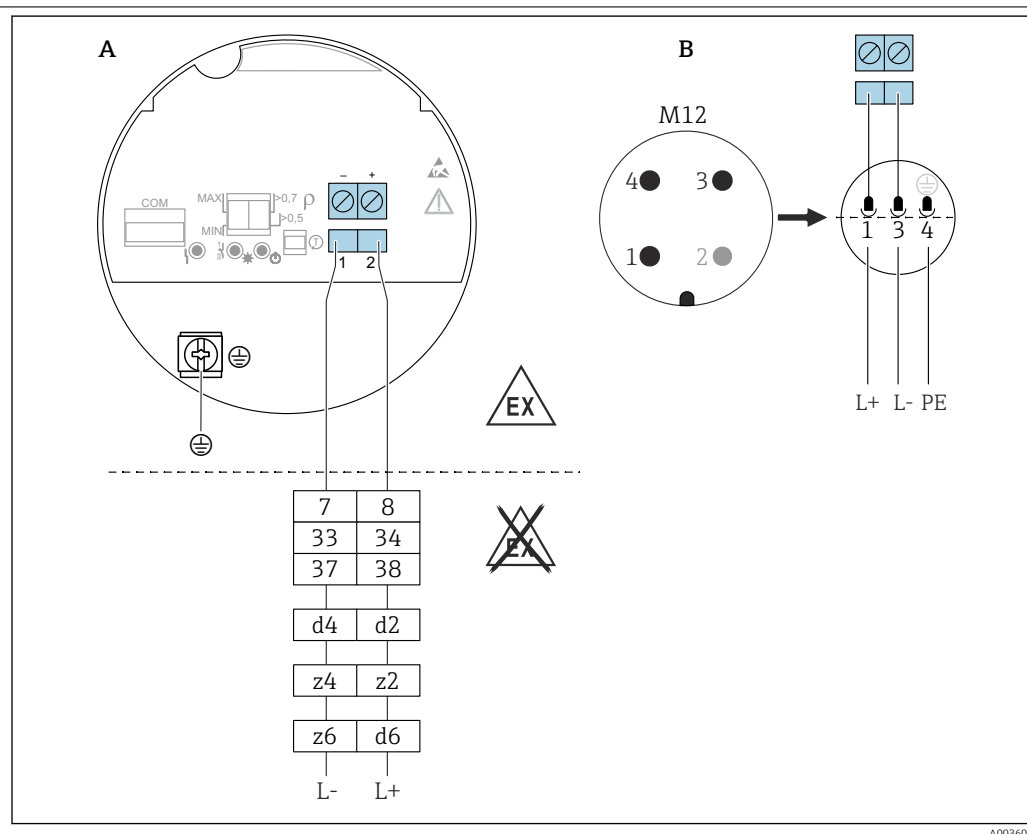 A
B
M12
4 3
1 2
1 3 4
L+ L- PE
- +
COM
MAX
>0,7 ρ
>0,5
MIN
1 2
EX
7 8
33 34
37 38
EX
d4 d2
z4 z2
z6 d6
L- L+